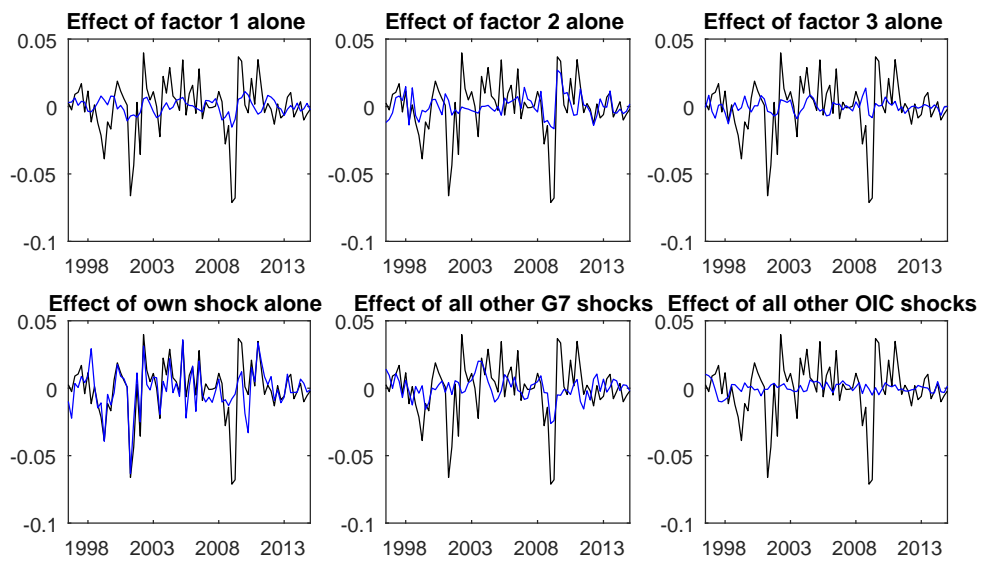 Effect of factor 1 alone
0.05
0
-0.05
-0.1
1998 2003 2008 2013
Effect of factor 2 alone
0.05
0
-0.05
-0.1
1998 2003 2008 2013
Effect of factor 3 alone
0.05
0
-0.05
-0.1
1998 2003 2008 2013
Effect of own shock alone
0.05
0
-0.05
-0.1
1998 2003 2008 2013
Effect of all other G7 shocks
0.05
0
-0.05
-0.1
1998 2003 2008 2013
Effect of all other OIC shocks
0.05
0
-0.05
-0.1
1998 2003 2008 2013